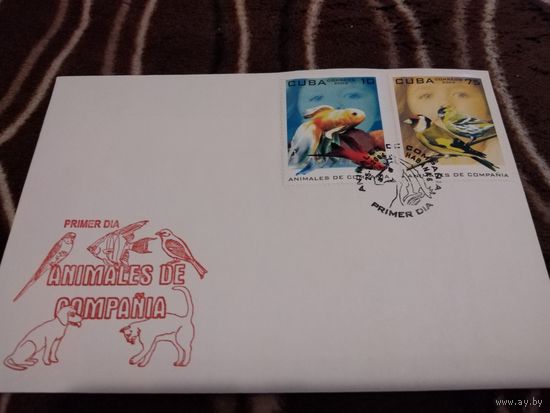 CUBA CORREOS 10
ANIMALES DE COMPAÑIA
CUBA CORREOS 75
ANIMALES DE COMPAÑIA
COMPAÑIA
PRIMER DIA
PRIMER DIA
ANIMALES DE
COMPAÑIA
www.ay.by